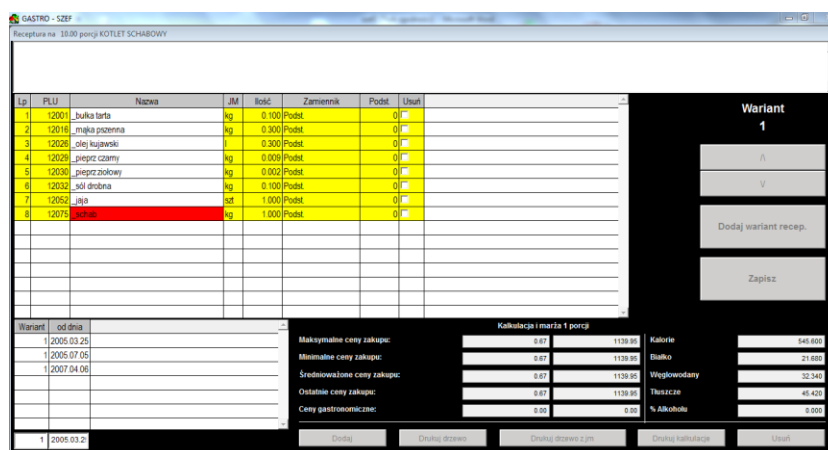 GASTRO - SZEF
Receptura na 10.00 porcji KOTLET SCHABOWY
Lp PLU Nazwa JM Ilość Zamiennik Podst. Usuń
1 12001 _bułka tarta kg 0.100 Podst. 0
2 12016 _mąka pszenna kg 0.300 Podst. 0
3 12026 _olej kujawski l 0.300 Podst. 0
4 12029 _pieprz czarny kg 0.009 Podst. 0
5 12030 _pieprz ziołowy kg 0.002 Podst. 0
6 12032 _sól drobna kg 0.100 Podst. 0
7 12052 _jaja szt 1.000 Podst. 0
8 12075 _schab kg 1.000 Podst. 0
Wariant
1
/\
V
Dodaj wariant recep.
Zapisz
Wariant od dnia
1 2005.03.25
1 2005.07.05
1 2007.04.06
1 2005.03.2
Kalkulacja i marża 1 porcji
Maksymalne ceny zakupu: 0.67 1139.95
Minimalne ceny zakupu: 0.67 1139.95
Średnioważone ceny zakupu: 0.67 1139.95
Ostatnie ceny zakupu: 0.67 1139.95
Ceny gastronomiczne: 0.00 0.00
Kalorie 545.600
Białko 21.680
Węglowodany 32.340
Tłuszcze 45.420
% Alkoholu 0.000
Dodaj Drukuj drzewo Drukuj drzewo z jm Drukuj kalkulacje Usuń